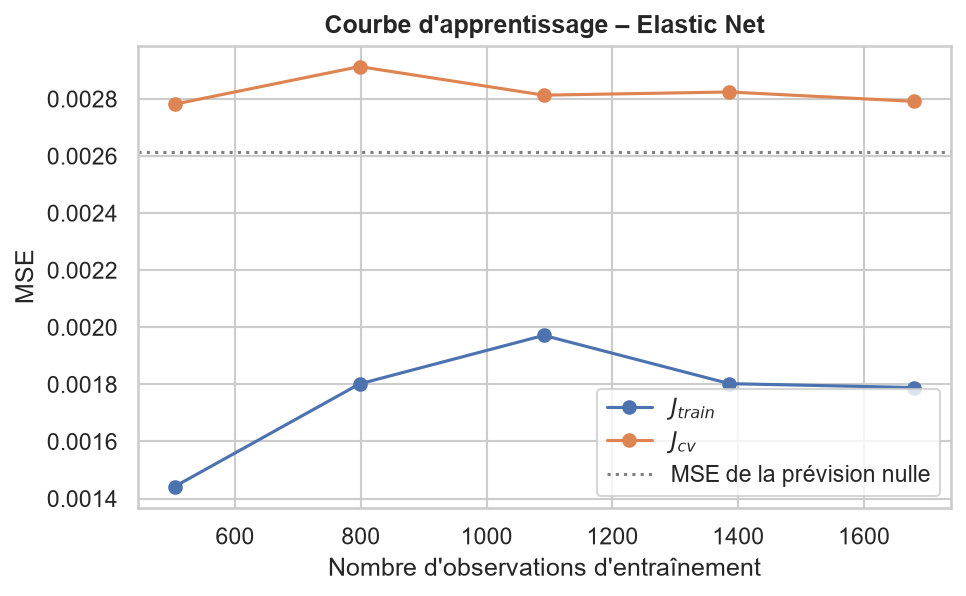 Courbe d'apprentissage – Elastic Net
MSE
0.0028
0.0026
0.0024
0.0022
0.0020
0.0018
0.0016
0.0014
J_train
J_cv
MSE de la prévision nulle
600 800 1000 1200 1400 1600
Nombre d'observations d'entraînement